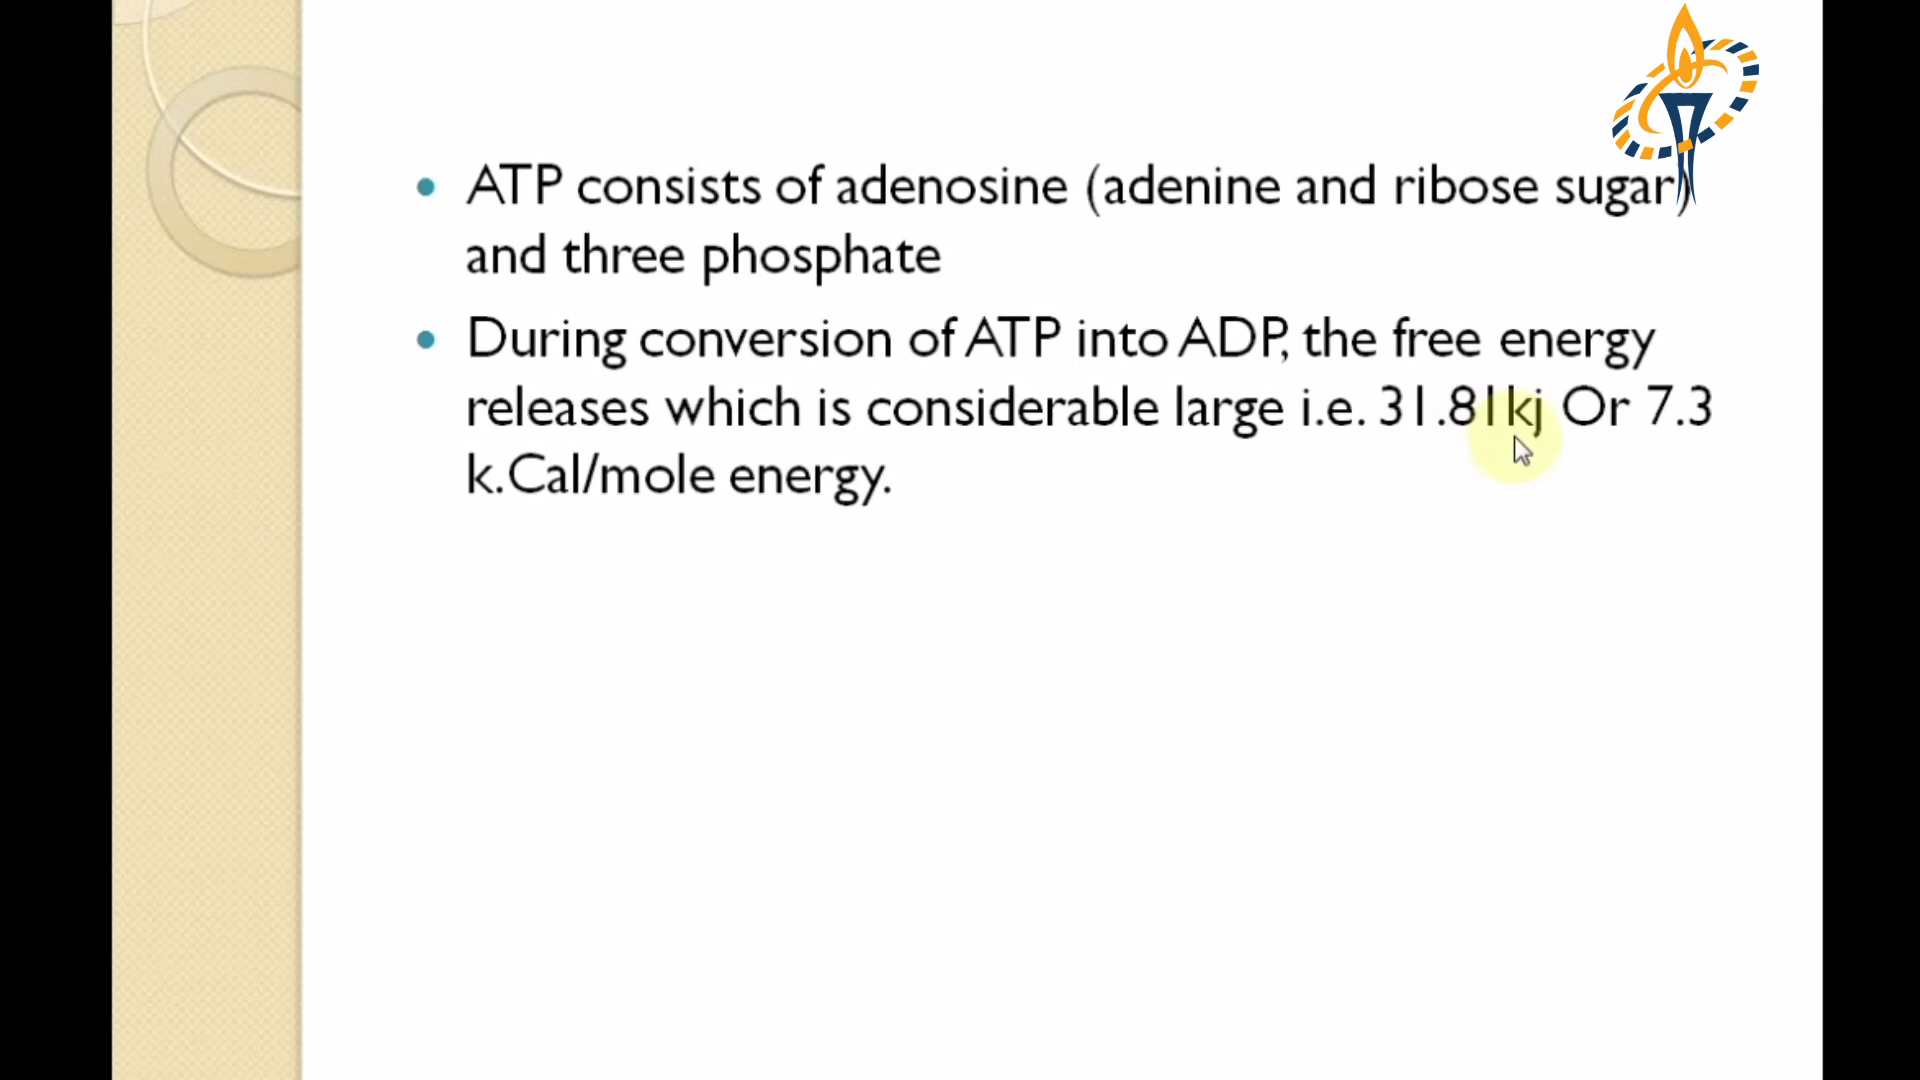 ATP consists of adenosine (adenine and ribose sugar)
and three phosphate
During conversion of ATP into ADP, the free energy
releases which is considerable large i.e. 31.81kj Or 7.3
k.Cal/mole energy.